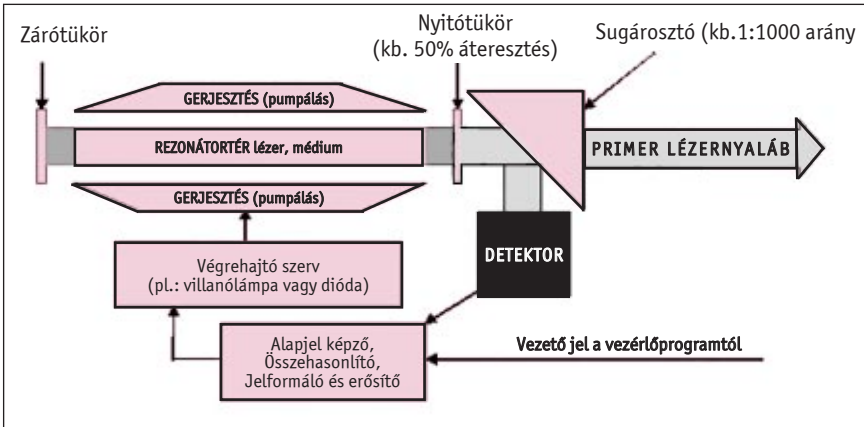 Zárótükör
Nyitótükör
(kb. 50% áteresztés)
Sugárosztó (kb.1:1000 arány
GERJESZTÉS (pumpálás)
REZONÁTORTÉR lézer, médium
PRIMER LÉZERNYALÁB
GERJESZTÉS (pumpálás)
DETEKTOR
Végrehajtó szerv
(pl.: villanólámpa vagy dióda)
Alapjel képző,
Összehasonlító,
Jelformáló és erősítő
Vezető jel a vezérlőprogramtól